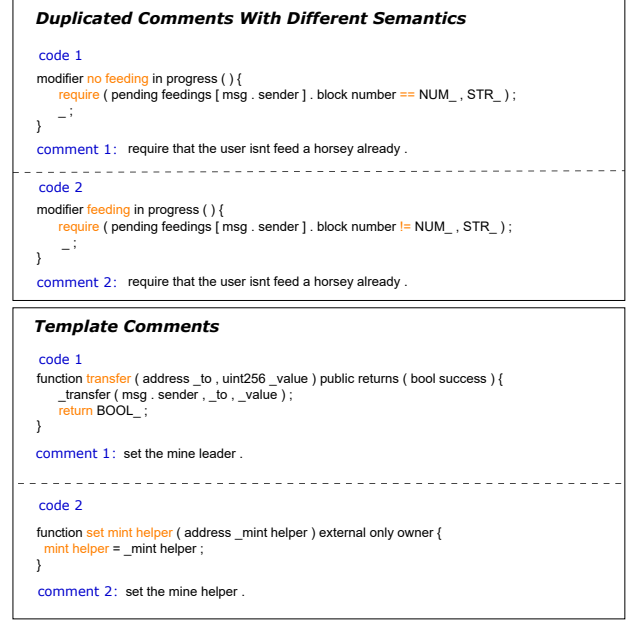 Duplicated Comments With Different Semantics
code 1
modifier no feeding in progress ( ) {
require ( pending feedings [ msg . sender ] . block number == NUM_ , STR_ ) ;
_ ;
}
comment 1: require that the user isnt feed a horsey already .
code 2
modifier feeding in progress ( ) {
require ( pending feedings [ msg . sender ] . block number != NUM_ , STR_ ) ;
_ ;
}
comment 2: require that the user isnt feed a horsey already .
Template Comments
code 1
function transfer ( address _to , uint256 _value ) public returns ( bool success ) {
_transfer ( msg . sender , _to , _value ) ;
return BOOL_ ;
}
comment 1: set the mine leader .
code 2
function set mint helper ( address _mint helper ) external only owner {
mint helper = _mint helper ;
}
comment 2: set the mine helper .